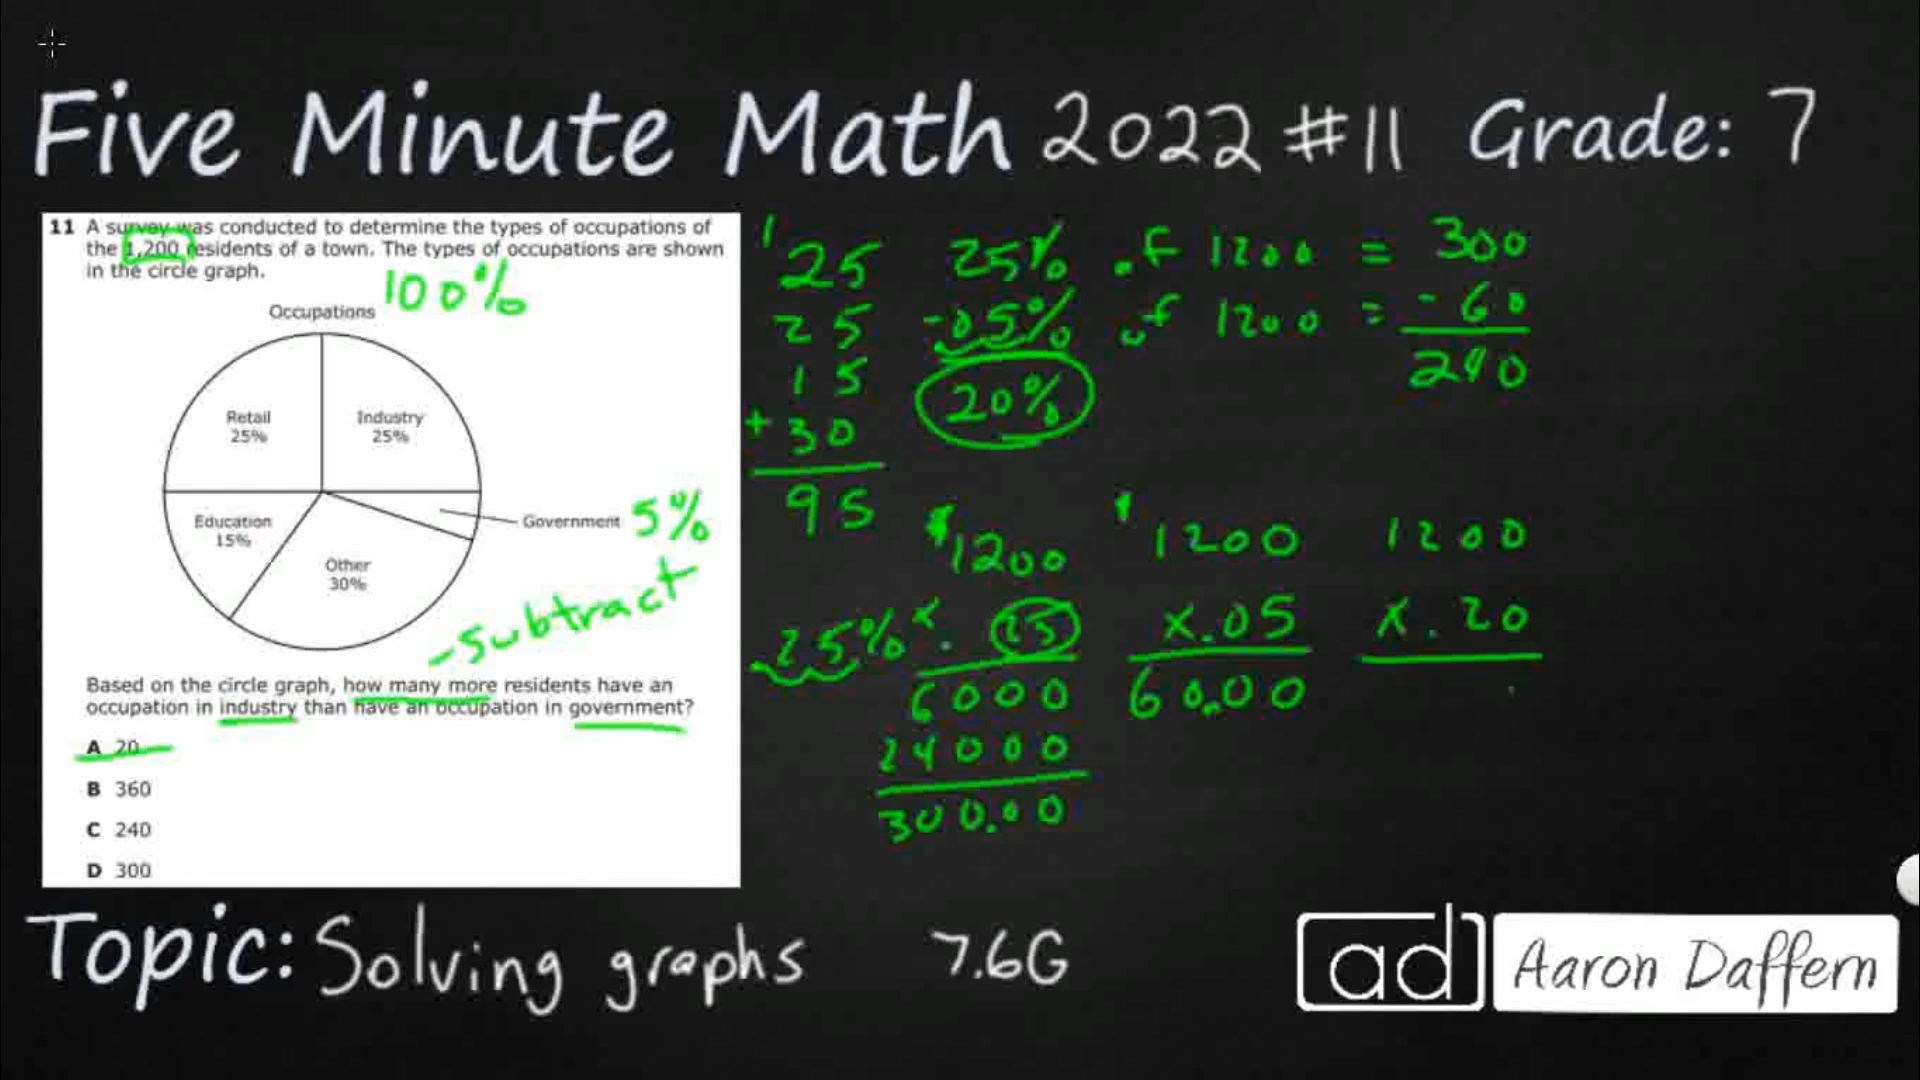 Five Minute Math 2022 #11 Grade: 7
11 A survey was conducted to determine the types of occupations of
the 1,200 residents of a town. The types of occupations are shown
in the circle graph.
100%
Occupations
Retail
25%
Industry
25%
Education
15%
Government 5%
Other
30%
-Subtract
Based on the circle graph, how many more residents have an
occupation in industry than have an occupation in government?
A 20
B 360
C 240
D 300
1
25
25
15
+30
95
25% of 1200 = 300
-05% of 1200 = -60
20%
240
25%
1200
x.25
6000
24000
300.00
1
1200
x.05
60.00
1200
x.20
Topic: Solving graphs 7.6G
ad Aaron Daffern